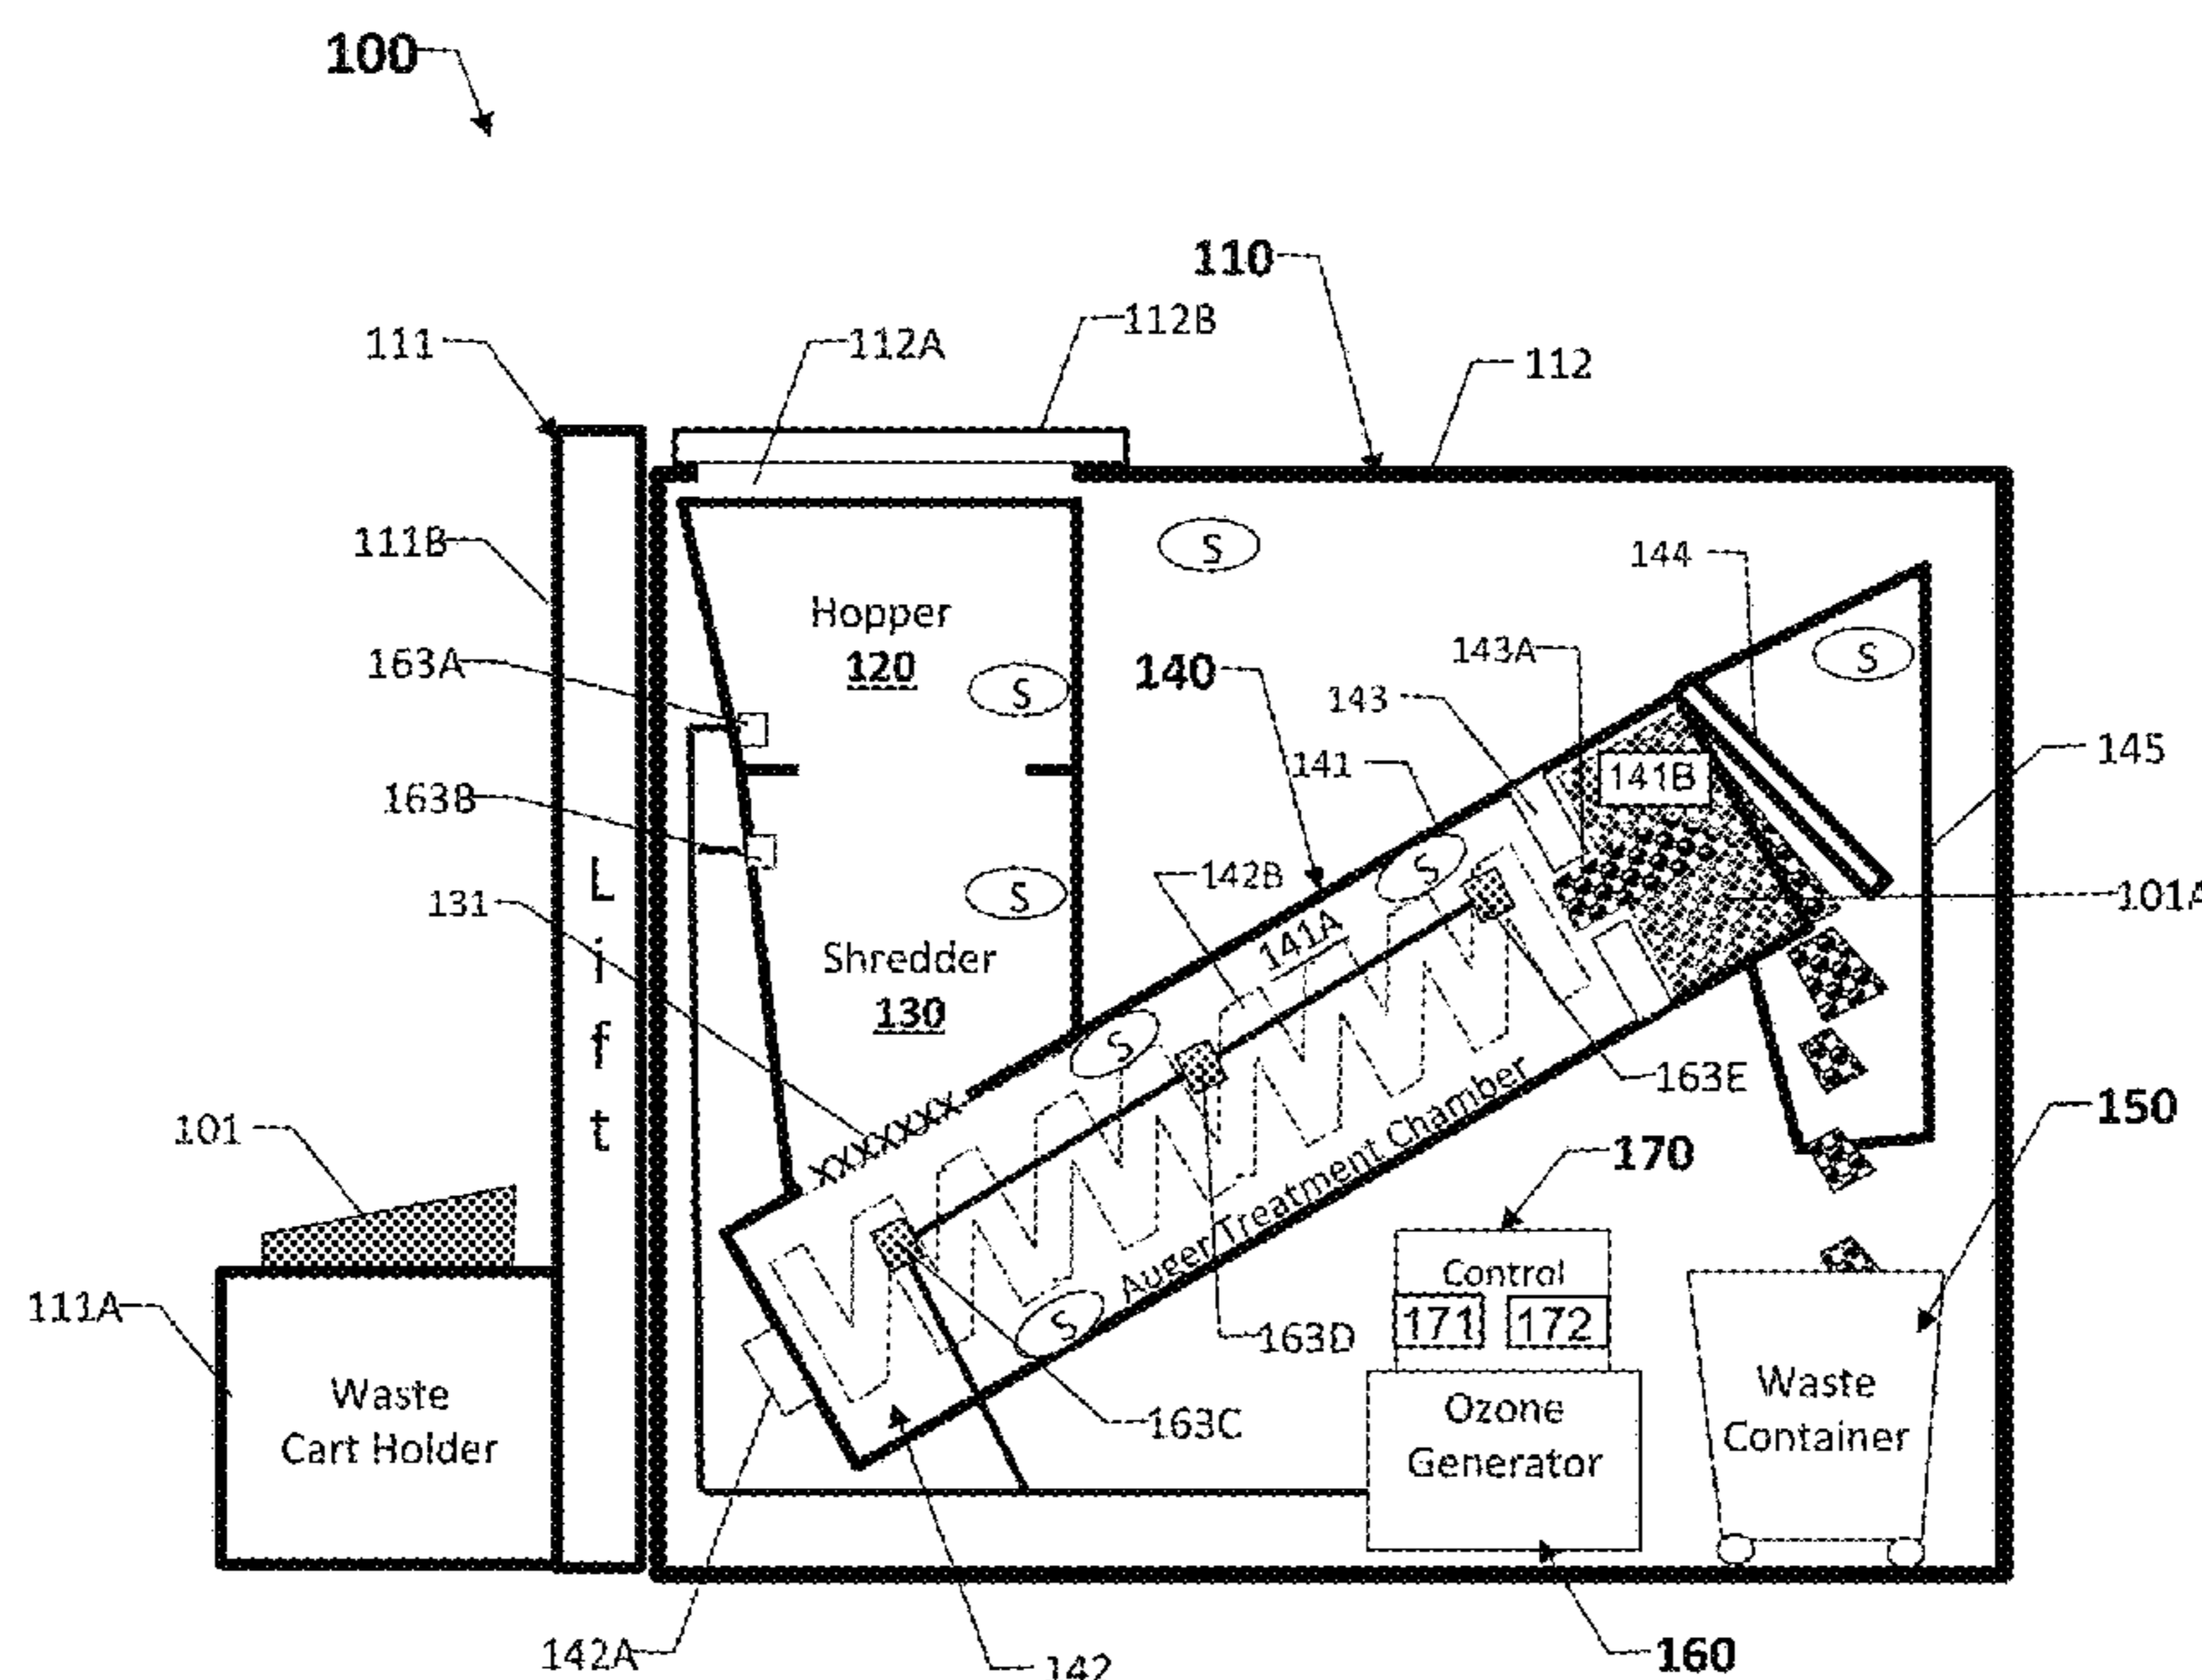 100
110
112B
111
112A
112
111B
S
144
Hopper
120
163A
S
140
143A
S
143
141
141B
145
163B
S
142B
S
101A
131
Lift
141A
Shredder
130
S
xxxxxxx
163E
150
101
170
Auger Treatment Chamber
S
Control
171
172
163D
111A
Waste
Cart Holder
163C
Ozone
Generator
Waste
Container
142A
142
160